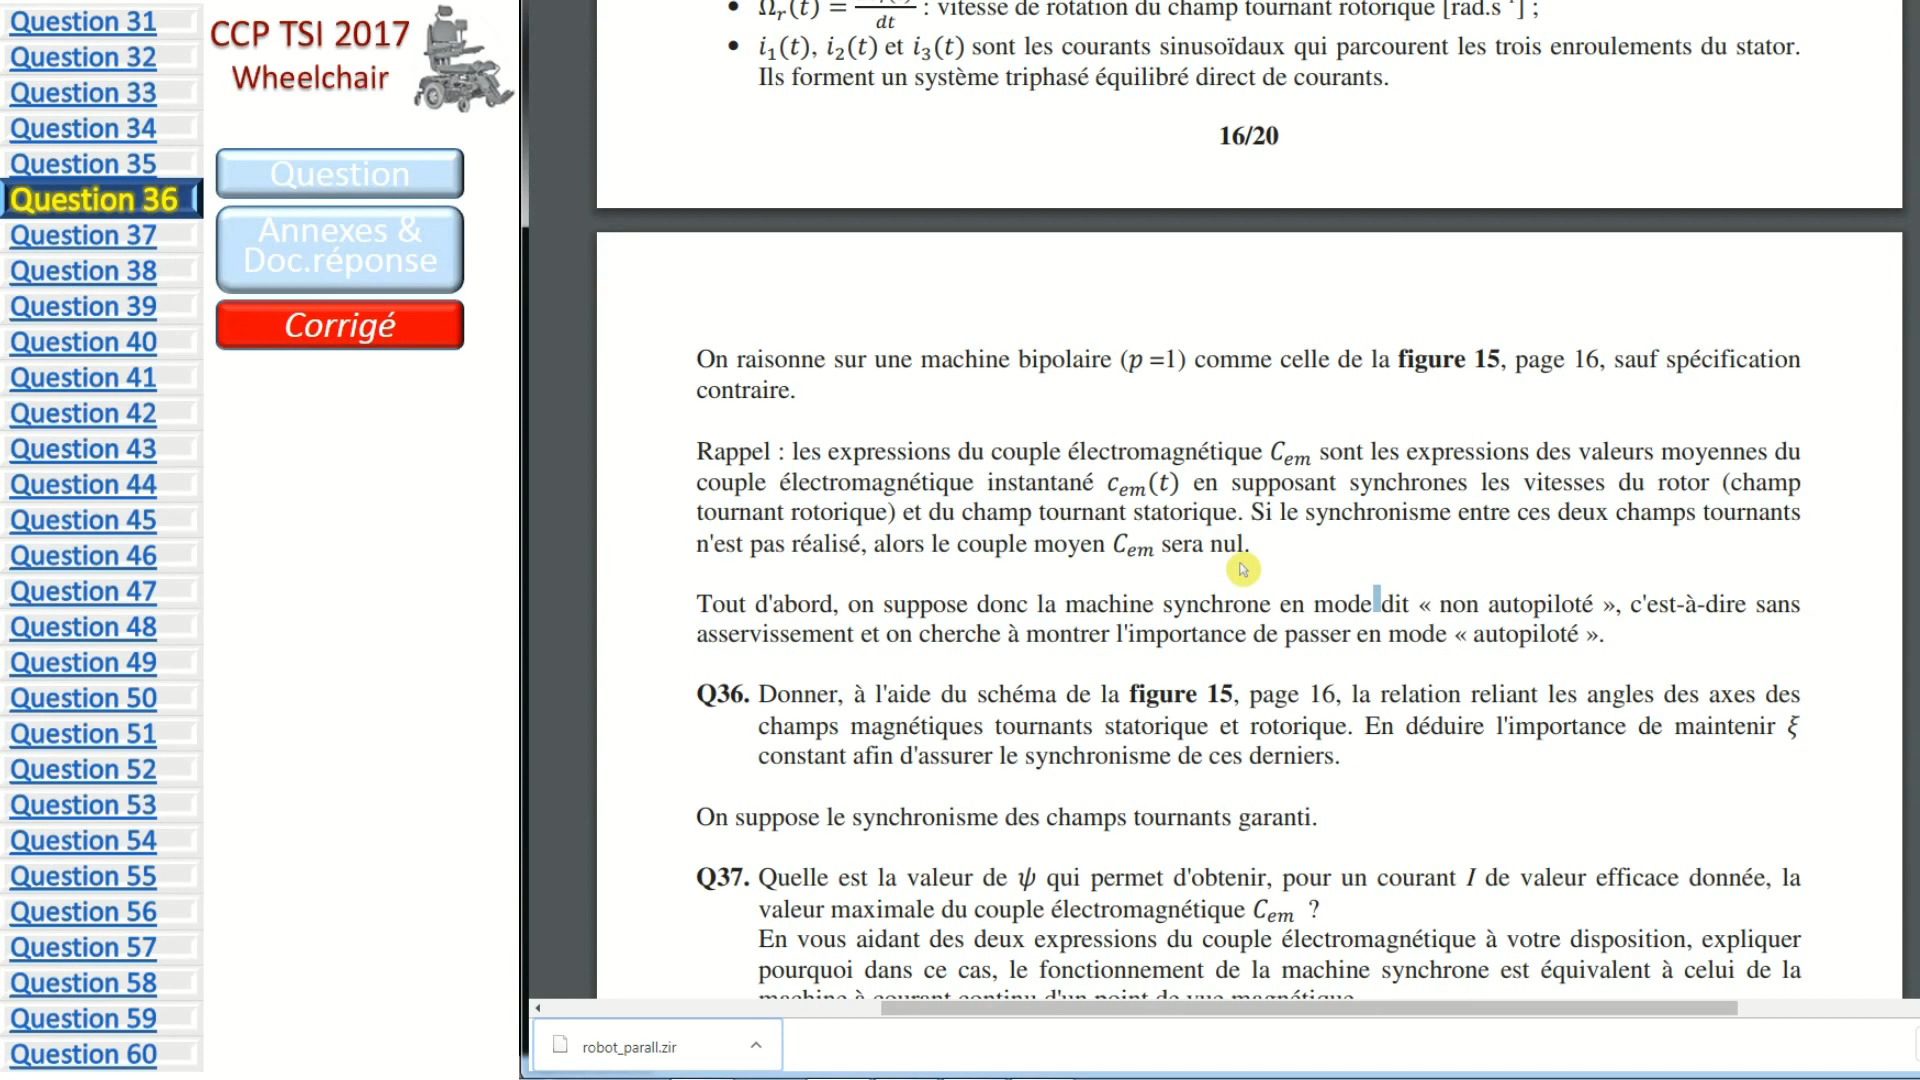 Question 31
Question 32
Question 33
Question 34
Question 35
Question 36
Question 37
Question 38
Question 39
Question 40
Question 41
Question 42
Question 43
Question 44
Question 45
Question 46
Question 47
Question 48
Question 49
Question 50
Question 51
Question 52
Question 53
Question 54
Question 55
Question 56
Question 57
Question 58
Question 59
Question 60
CCP TSI 2017
Wheelchair
Question
Annexes &
Doc.réponse
Corrigé
• Ωr(t) = dt : vitesse de rotation du champ tournant rotorique [rad.s⁻¹] ;
• i1(t), i2(t) et i3(t) sont les courants sinusoïdaux qui parcourent les trois enroulements du stator.
Ils forment un système triphasé équilibré direct de courants.
16/20
On raisonne sur une machine bipolaire (p =1) comme celle de la figure 15, page 16, sauf spécification
contraire.
Rappel : les expressions du couple électromagnétique Cem sont les expressions des valeurs moyennes du
couple électromagnétique instantané cem(t) en supposant synchrones les vitesses du rotor (champ
tournant rotorique) et du champ tournant statorique. Si le synchronisme entre ces deux champs tournants
n'est pas réalisé, alors le couple moyen Cem sera nul.
Tout d'abord, on suppose donc la machine synchrone en mode dit « non autopiloté », c'est-à-dire sans
asservissement et on cherche à montrer l'importance de passer en mode « autopiloté ».
Q36. Donner, à l'aide du schéma de la figure 15, page 16, la relation reliant les angles des axes des
champs magnétiques tournants statorique et rotorique. En déduire l'importance de maintenir ξ
constant afin d'assurer le synchronisme de ces derniers.
On suppose le synchronisme des champs tournants garanti.
Q37. Quelle est la valeur de ψ qui permet d'obtenir, pour un courant I de valeur efficace donnée, la
valeur maximale du couple électromagnétique Cem ?
En vous aidant des deux expressions du couple électromagnétique à votre disposition, expliquer
pourquoi dans ce cas, le fonctionnement de la machine synchrone est équivalent à celui de la
machine à courant continu d'un point de vue magnétique.
robot_parall.zir